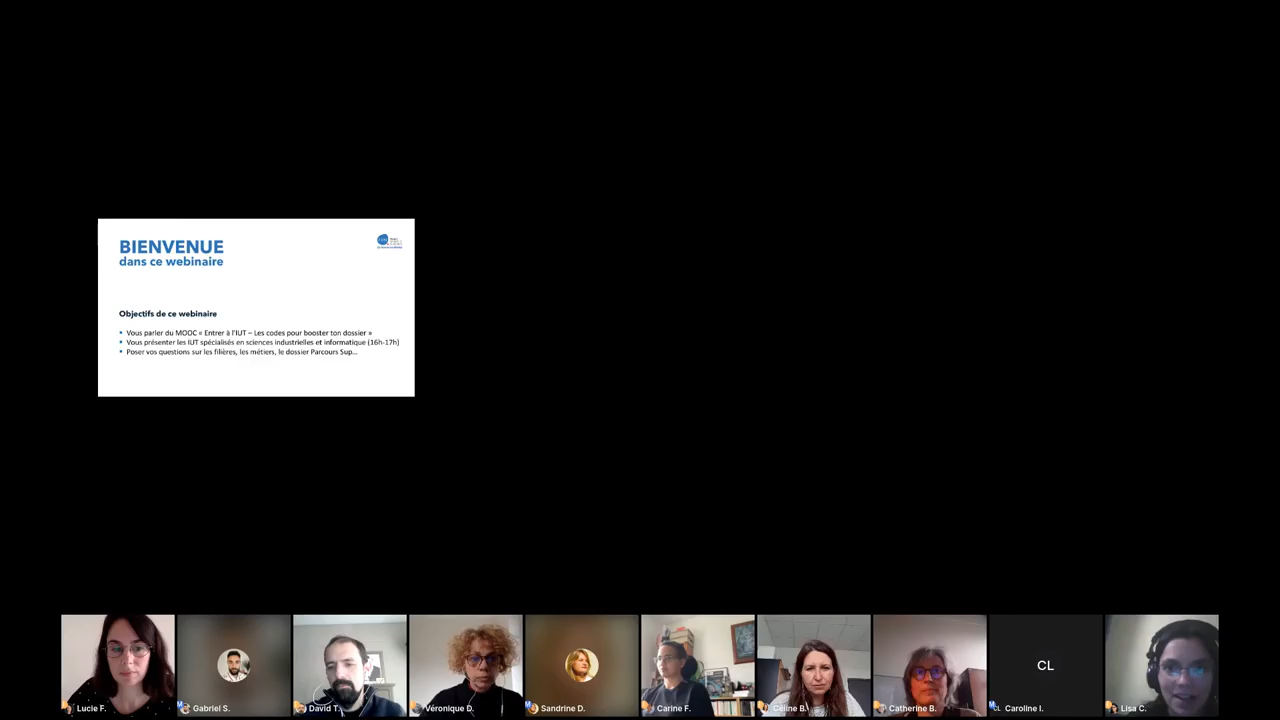 BIENVENUE
dans ce webinaire
Objectifs de ce webinaire
Vous parler du MOOC « Entrer à l'IUT – Les codes pour booster ton dossier »
Vous présenter les IUT spécialisés en sciences industrielles et informatique (16h-17h)
Poser vos questions sur les filières, les métiers, le dossier Parcours Sup...
CL
Lucie F.
Gabriel S.
David T.
Véronique D.
Sandrine D.
Carine F.
Céline B.
Catherine B.
Caroline I.
Lisa C.